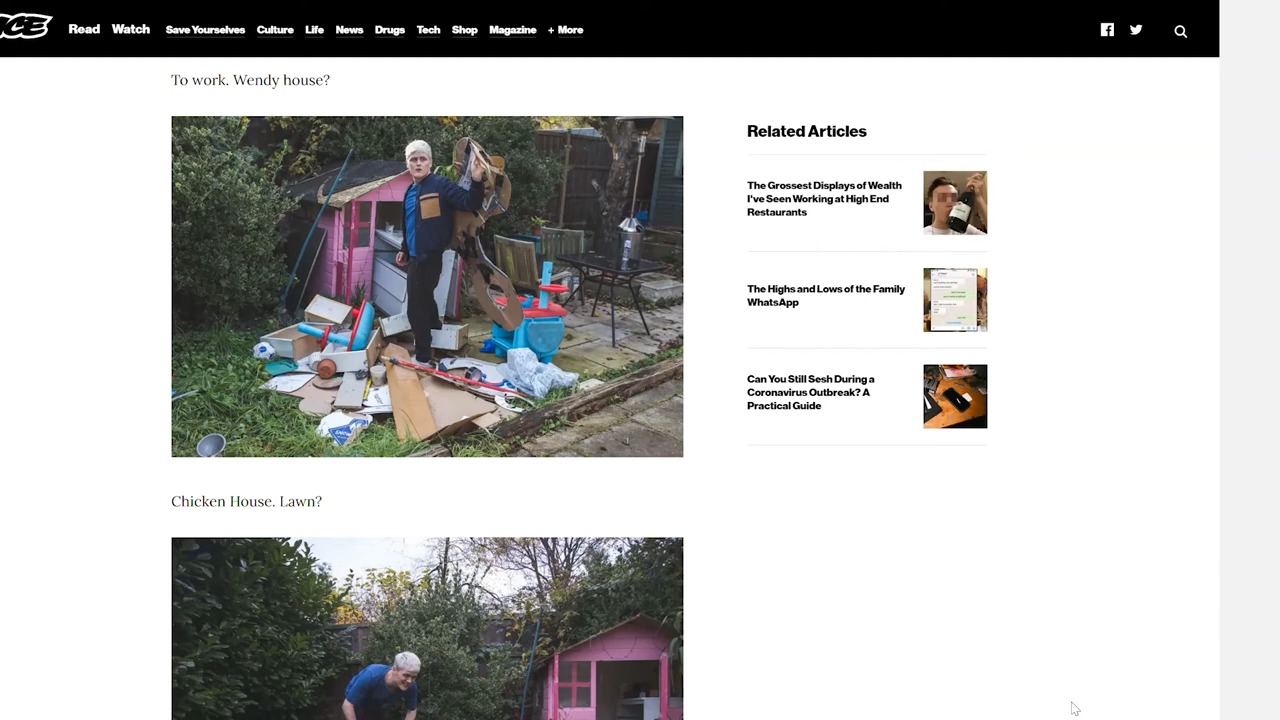 ICE Read Watch Save Yourselves Culture Life News Drugs Tech Shop Magazine + More
To work. Wendy house?
Related Articles
The Grossest Displays of Wealth
I've Seen Working at High End
Restaurants
The Highs and Lows of the Family
WhatsApp
Can You Still Sesh During a
Coronavirus Outbreak? A
Practical Guide
Chicken House. Lawn?